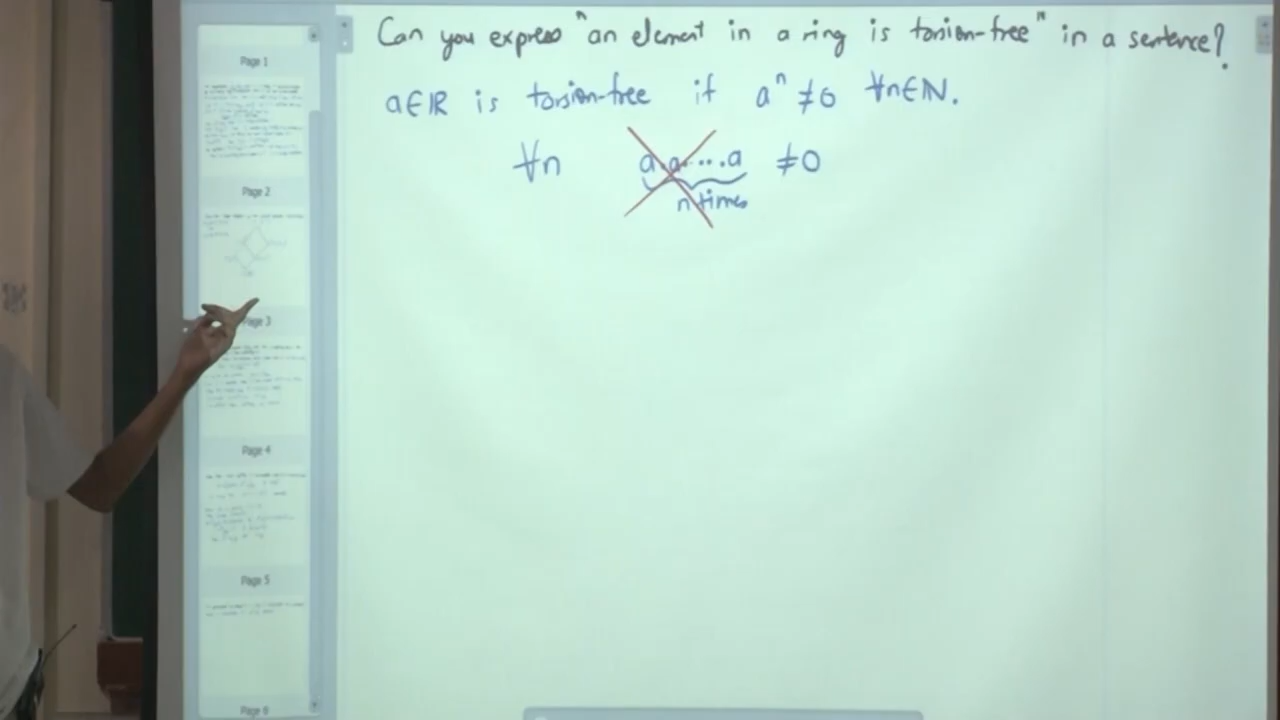 Can you express "an element in a ring is torsion-free" in a sentence?
a∈R is torsion-free if aⁿ ≠0 ∀n∈ℕ.
∀n a.a....a ≠0
n times
Page 1
Page 2
Page 3
Page 4
Page 5
Page 6